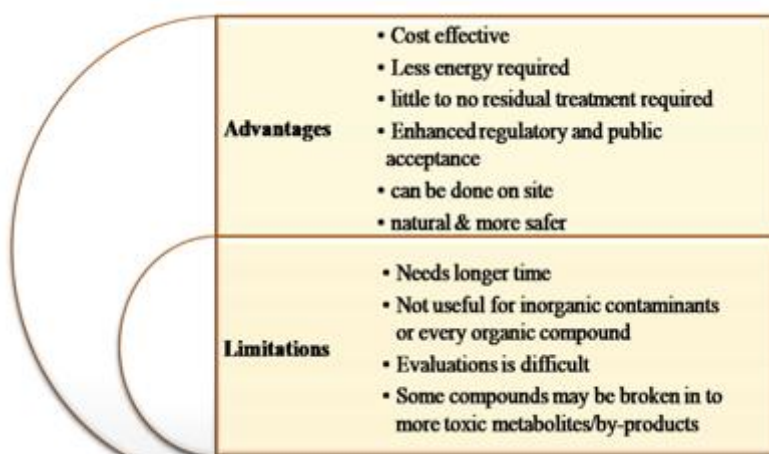 Advantages
• Cost effective
• Less energy required
• little to no residual treatment required
• Enhanced regulatory and public
acceptance
• can be done on site
• natural & more safer
Limitations
• Needs longer time
• Not useful for inorganic contaminants
or every organic compound
• Evaluations is difficult
• Some compounds may be broken in to
more toxic metabolites/by-products